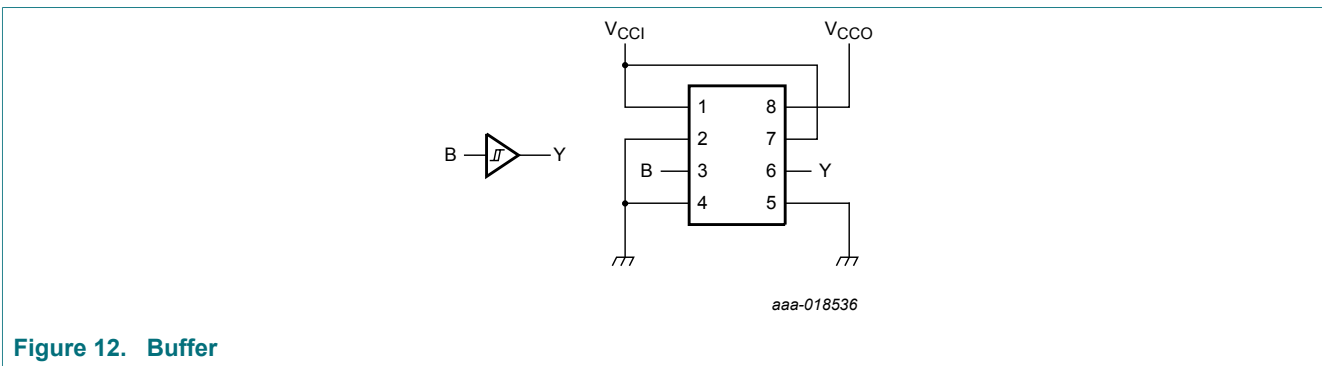 VCCI VCCO
1 8
2 7
B Y B 3 6 Y
4 5
aaa-018536
Figure 12. Buffer